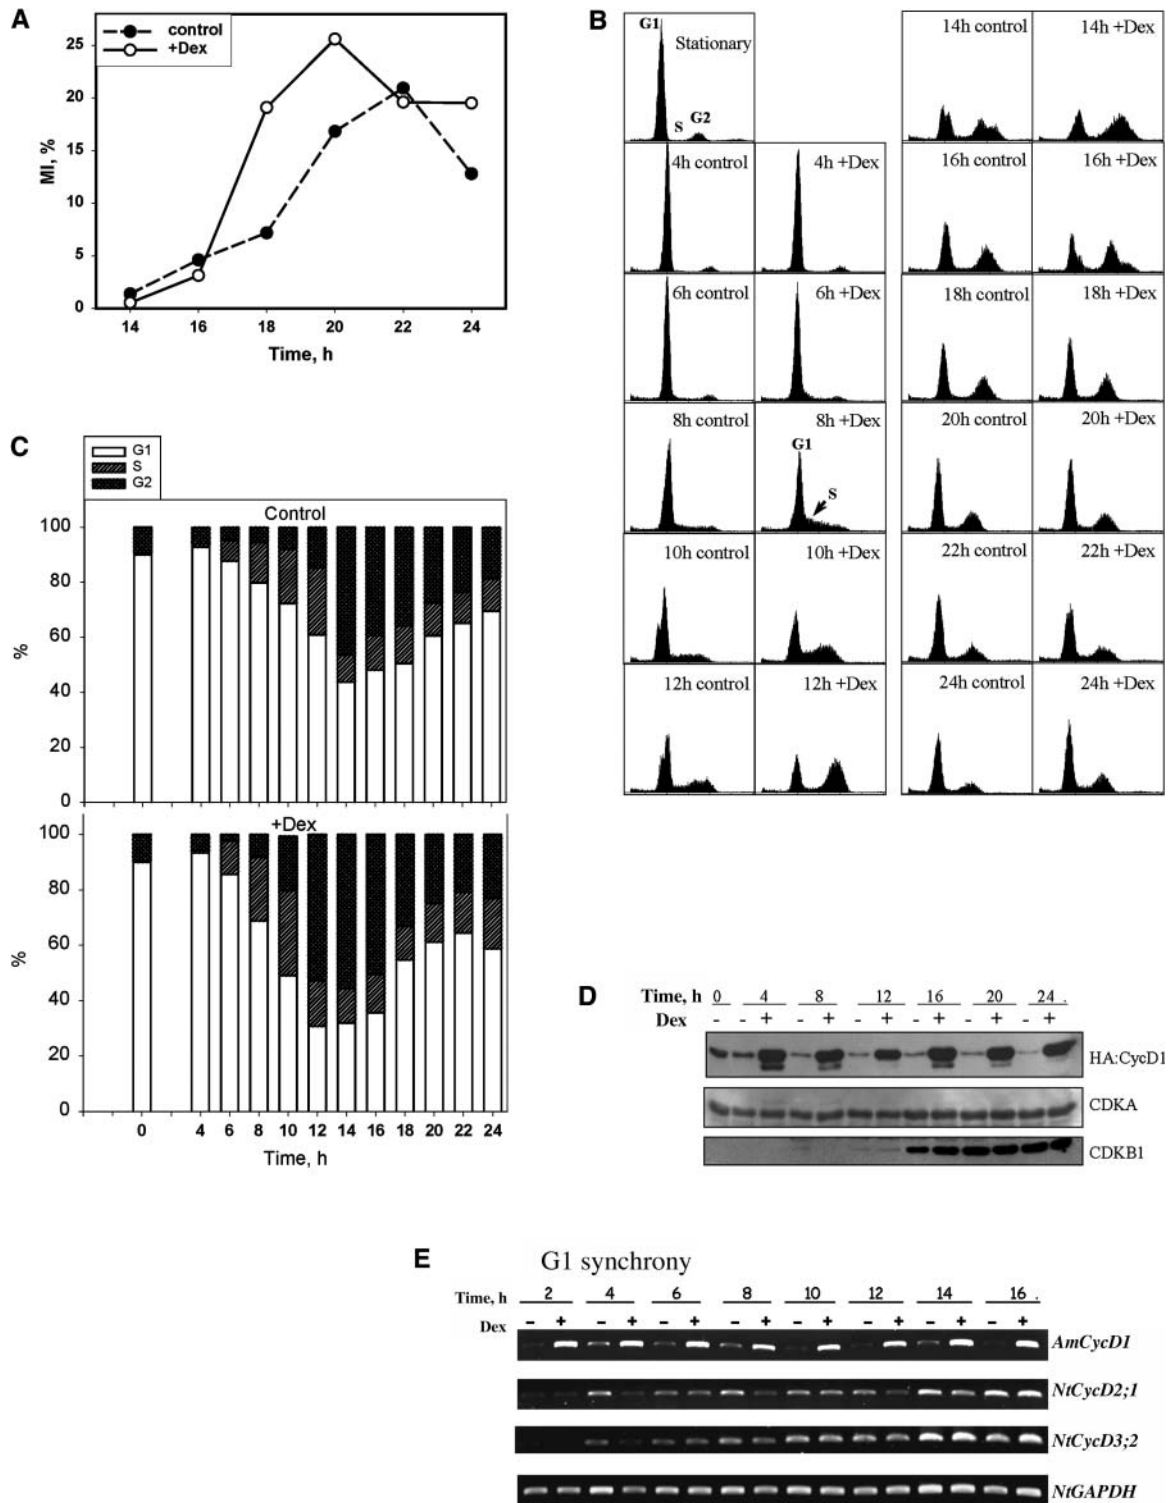 A
control
+Dex
25
20
15
10
5
0
MI, %
14 16 18 20 22 24
Time, h
B
G1
Stationary
S
G2
14h control
14h +Dex
4h control
4h +Dex
16h control
16h +Dex
6h control
6h +Dex
18h control
18h +Dex
8h control
8h +Dex
G1
S
20h control
20h +Dex
10h control
10h +Dex
22h control
22h +Dex
12h control
12h +Dex
24h control
24h +Dex
C
G1
S
G2
Control
100
80
60
40
20
0
%
+Dex
100
80
60
40
20
0
%
0 4 6 8 10 12 14 16 18 20 22 24
Time, h
D
Time, h 0 4 8 12 16 20 24 .
Dex - - + - + - + - + - + - +
HA:CycD1
CDKA
CDKB1
E
G1 synchrony
Time, h 2 4 6 8 10 12 14 16 .
Dex - + - + - + - + - + - + - + - +
AmCycD1
NtCycD2;1
NtCycD3;2
NtGAPDH